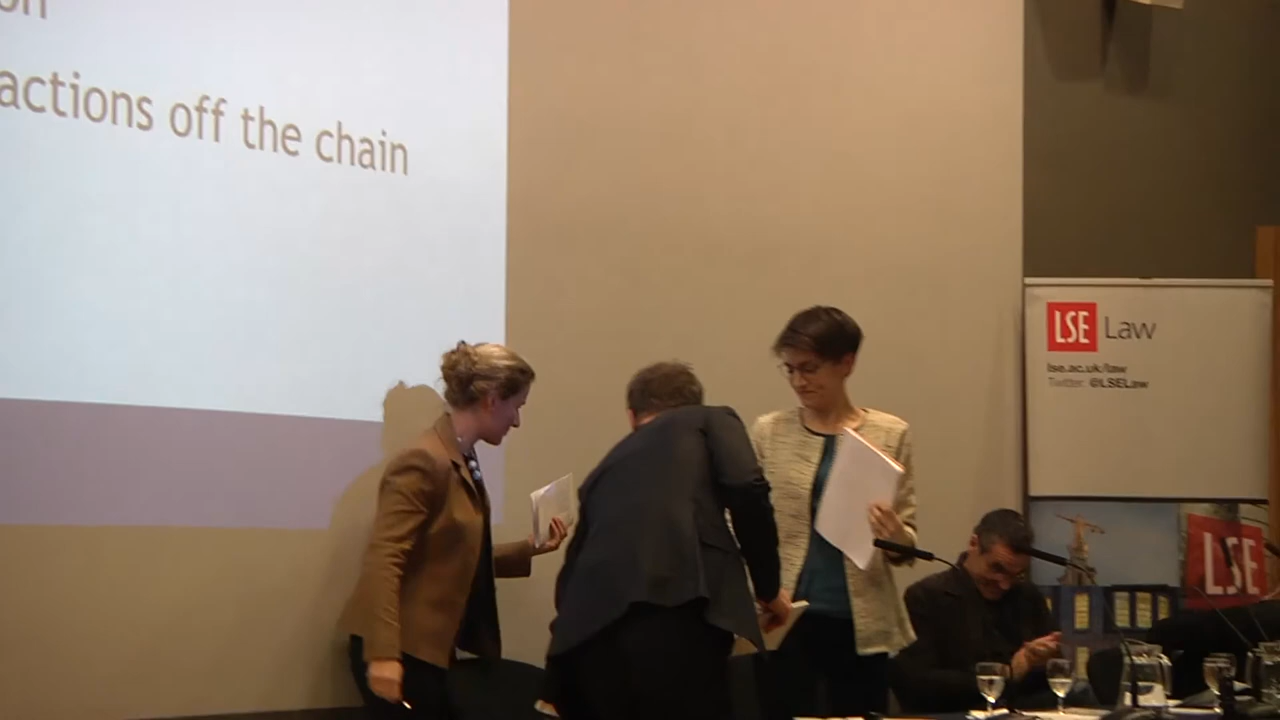 actions off the chain
LSE Law
lse.ac.uk/law
Twitter: @LSELaw
LSE